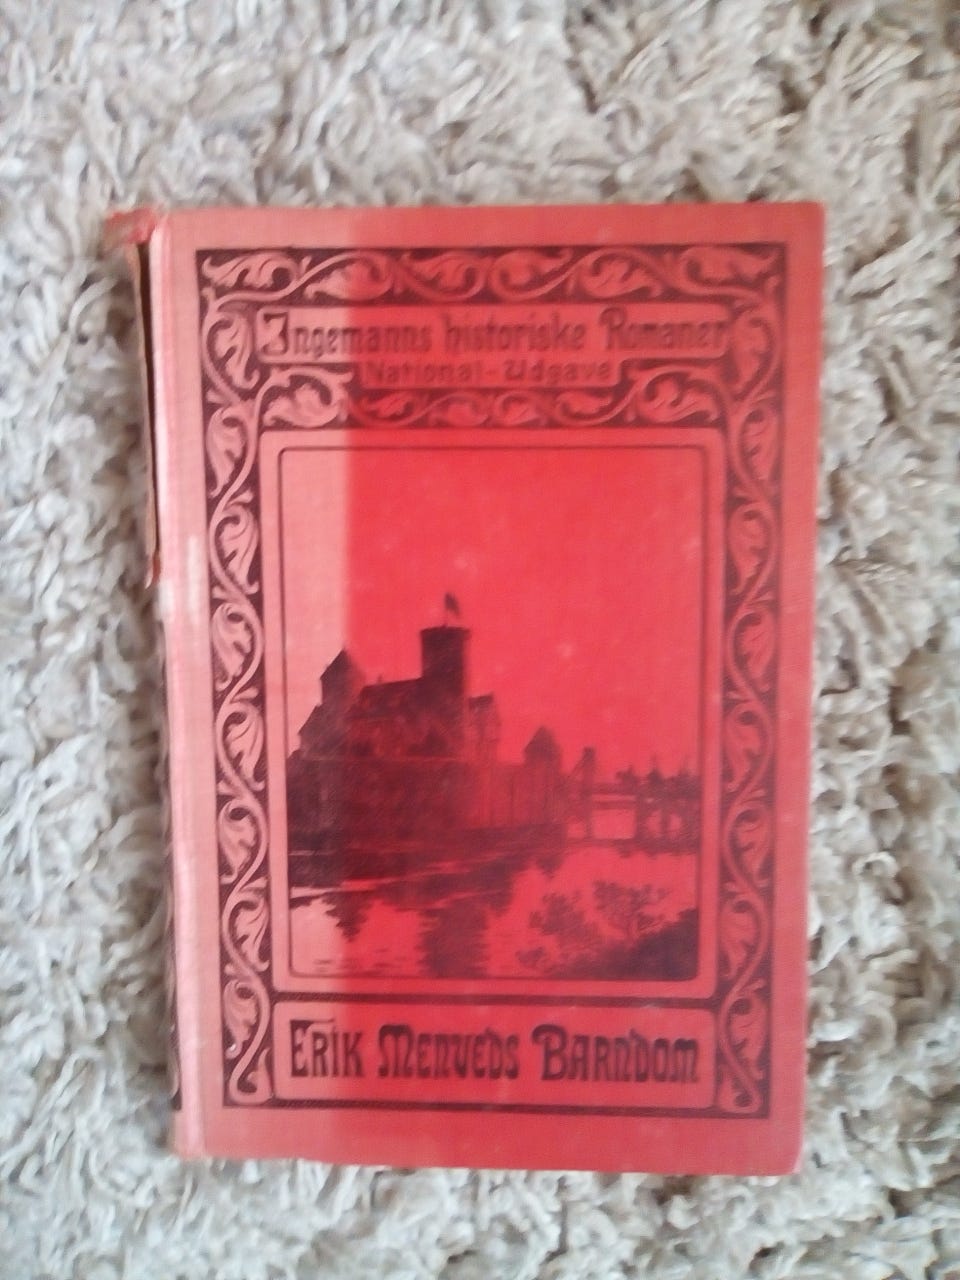 Ingemanns historiske Romaner
National-Udgave
ERIK MENVEDS BARNDOM